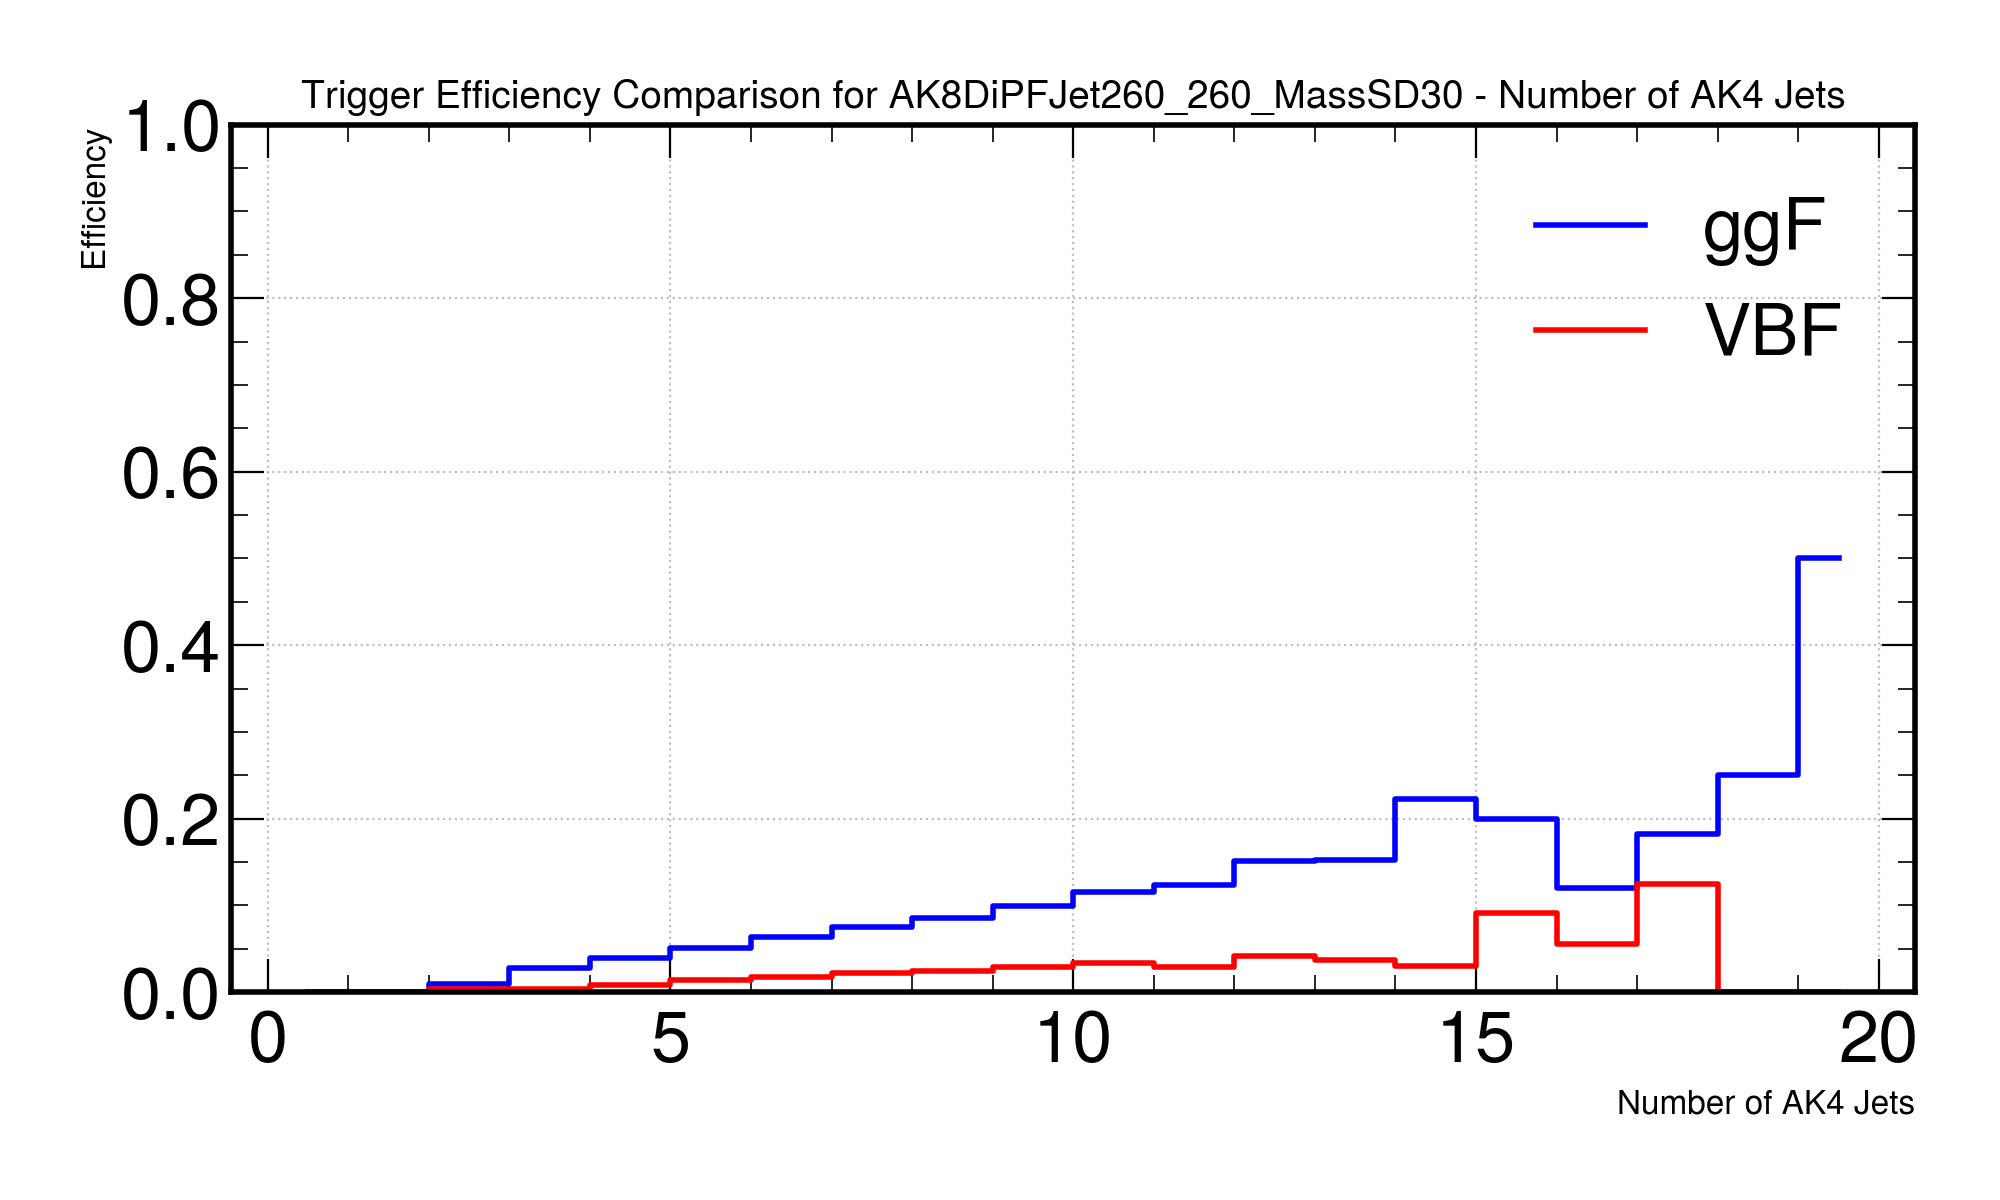 Trigger Efficiency Comparison for AK8DiPFJet260_260_MassSD30 - Number of AK4 Jets
Efficiency
1.0
0.8
0.6
0.4
0.2
0.0
ggF
VBF
0 5 10 15 20
Number of AK4 Jets